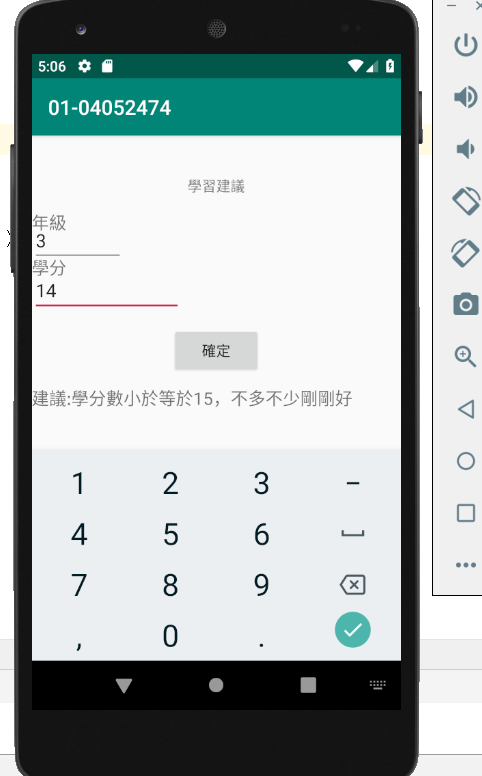 5:06
01-04052474
學習建議
年級
3
學分
14
確定
建議:學分數小於等於15，不多不少剛剛好
1 2 3 -
4 5 6
7 8 9
, 0 .